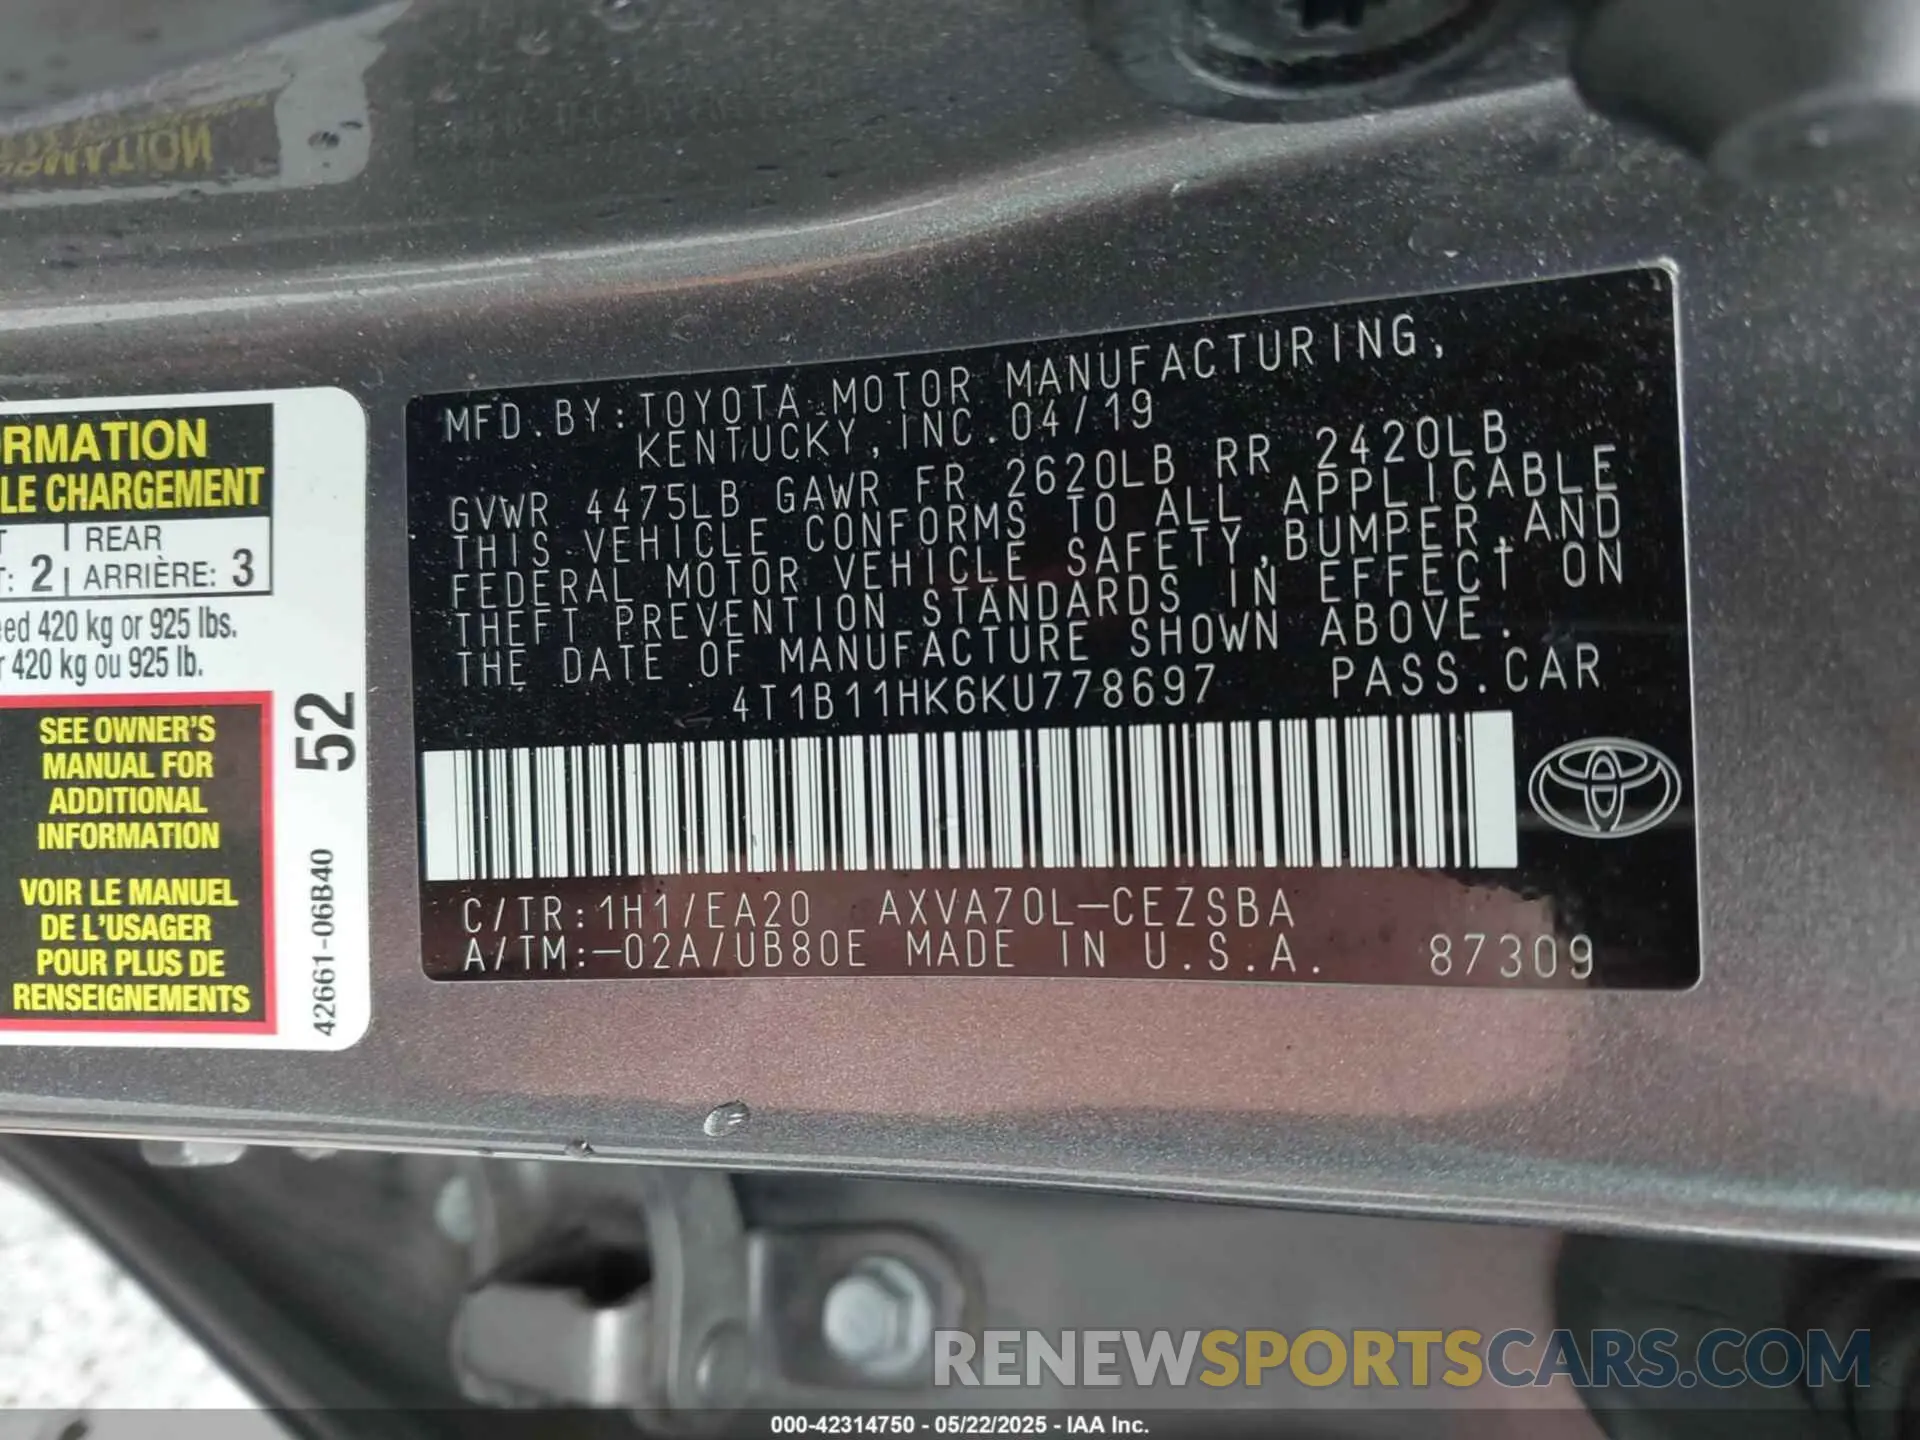 RMATION
LE CHARGEMENT
REAR
: 2 ARRIÈRE: 3
eed 420 kg or 925 lbs.
r 420 kg ou 925 lb.
SEE OWNER'S
MANUAL FOR
ADDITIONAL
INFORMATION
VOIR LE MANUEL
DE L'USAGER
POUR PLUS DE
RENSEIGNEMENTS
52
42661-06B40
MFD. BY: TOYOTA MOTOR MANUFACTURING,
KENTUCKY, INC. 04/19
GVWR 4475LB GAWR FR 2620LB RR 2420LB
THIS VEHICLE CONFORMS TO ALL APPLICABLE
FEDERAL MOTOR VEHICLE SAFETY, BUMPER, AND
THEFT PREVENTION STANDARDS IN EFFECT ON
THE DATE OF MANUFACTURE SHOWN ABOVE.
4T1B11HK6KU778697 PASS. CAR
C/TR: 1H1/EA20 AXVA70L-CEZSBA
A/TM: -02A/UB80E MADE IN U.S.A. 87309
RENEWSPORTSCARS.COM
000-42314750 - 05/22/2025 - IAA Inc.